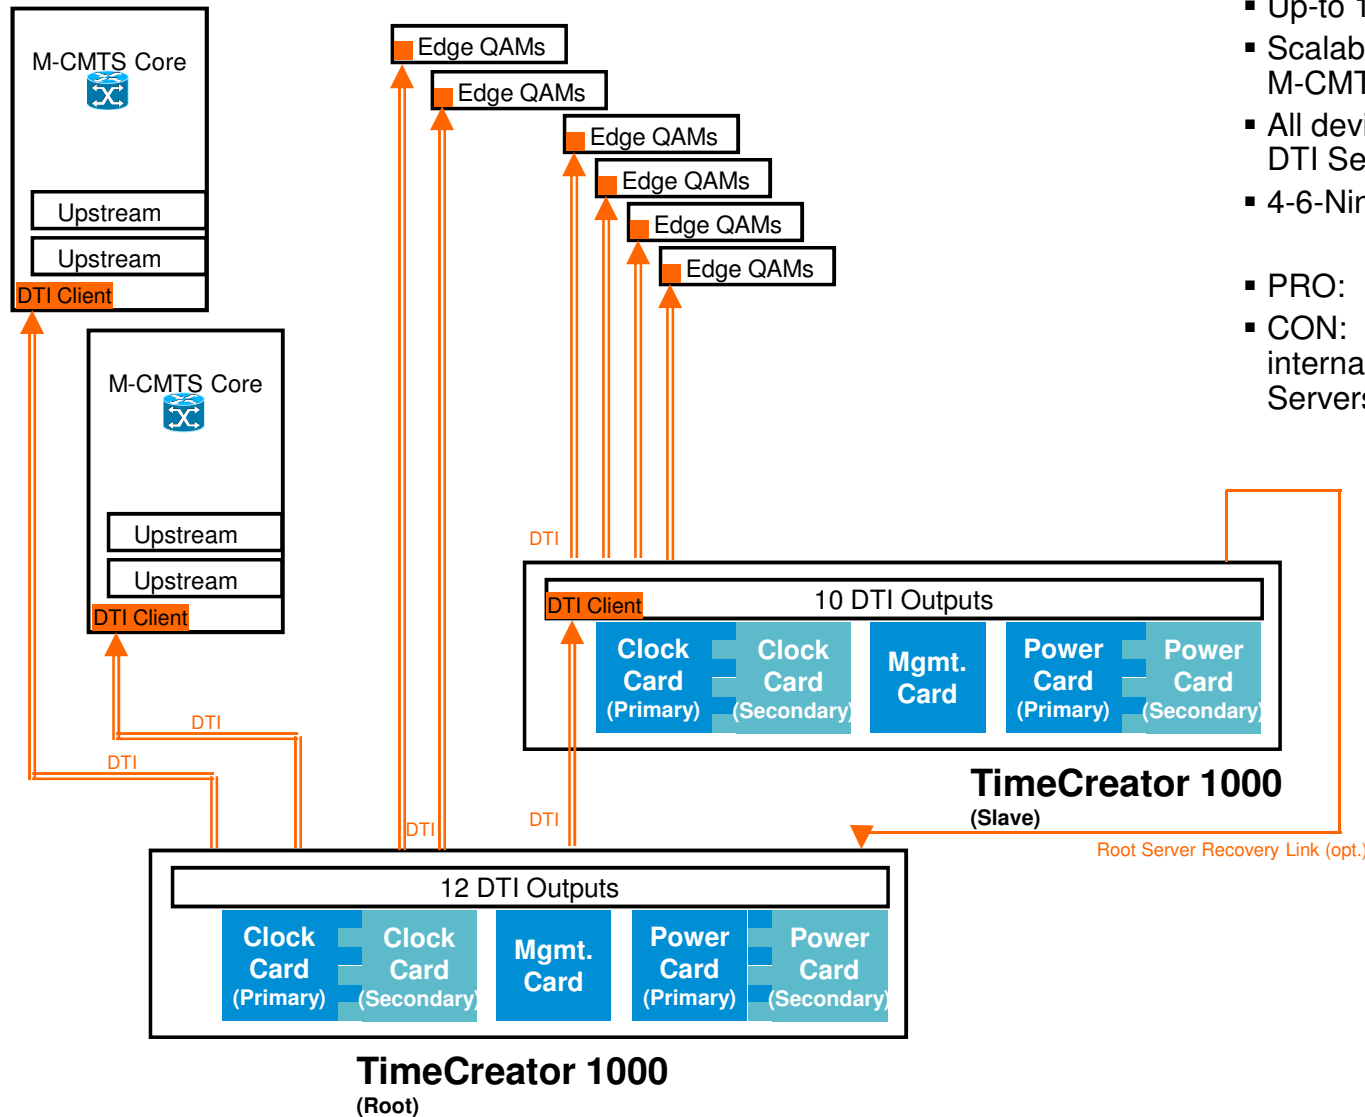 M-CMTS Core
Upstream
Upstream
DTI Client
M-CMTS Core
Upstream
Upstream
DTI Client
Edge QAMs
Edge QAMs
Edge QAMs
Edge QAMs
Edge QAMs
Edge QAMs
▪ Up-to 1
▪ Scalab
M-CMT
▪ All devi
DTI Se
▪ 4-6-Nin
▪ PRO:
▪ CON:
interna
Servers
DTI
DTI Client
10 DTI Outputs
Clock
Card
(Primary)
Clock
Card
(Secondary)
Mgmt.
Card
Power
Card
(Primary)
Power
Card
(Secondary)
TimeCreator 1000
(Slave)
Root Server Recovery Link (opt.)
DTI
DTI
DTI
DTI
12 DTI Outputs
Clock
Card
(Primary)
Clock
Card
(Secondary)
Mgmt.
Card
Power
Card
(Primary)
Power
Card
(Secondary)
TimeCreator 1000
(Root)